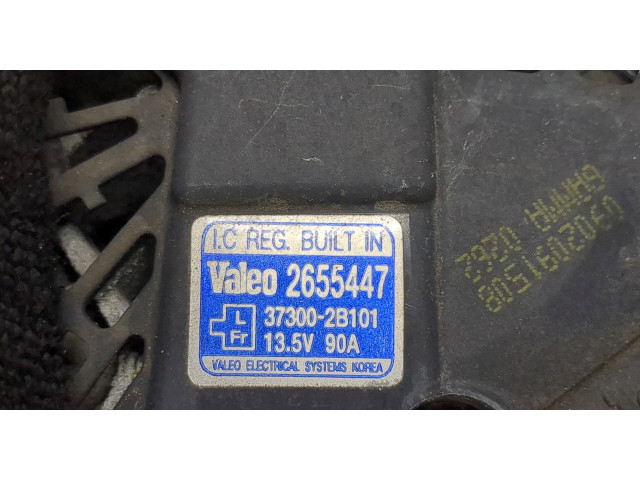 I.C REG. BUILT IN
Valeo 2655447
L
Fr
37300-2B101
13.5V 90A
VALEO ELECTRICAL SYSTEMS KOREA